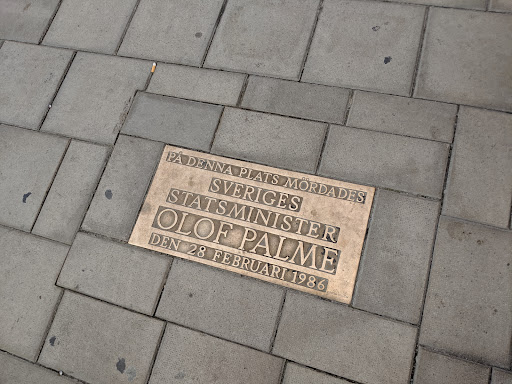 PÅ DENNA PLATS MÖRDADES
SVERIGES
STATSMINISTER
OLOF PALME
DEN 28 FEBRUARI 1986